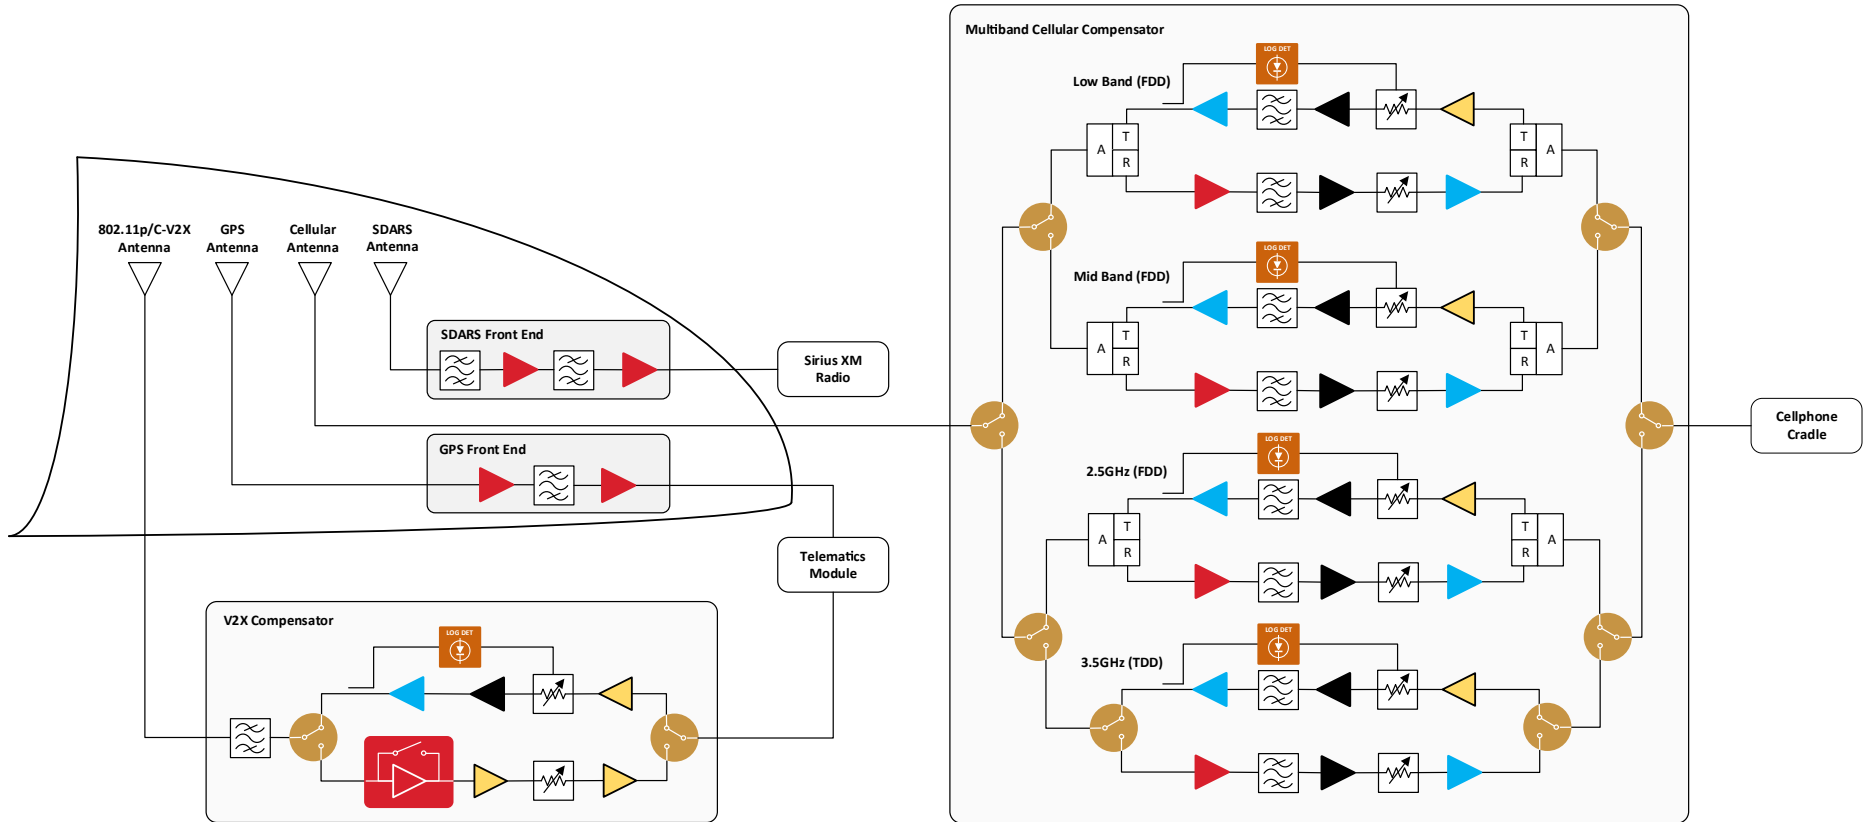 Multiband Cellular Compensator
LOG DET
Low Band (FDD)
A
T
R
T
R
A
802.11p/C-V2X
Antenna
GPS
Antenna
Cellular
Antenna
SDARS
Antenna
LOG DET
Mid Band (FDD)
A
T
R
T
R
A
SDARS Front End
Sirius XM
Radio
GPS Front End
Cellphone
Cradle
LOG DET
2.5GHz (FDD)
A
T
R
T
R
A
Telematics
Module
V2X Compensator
LOG DET
LOG DET
3.5GHz (TDD)